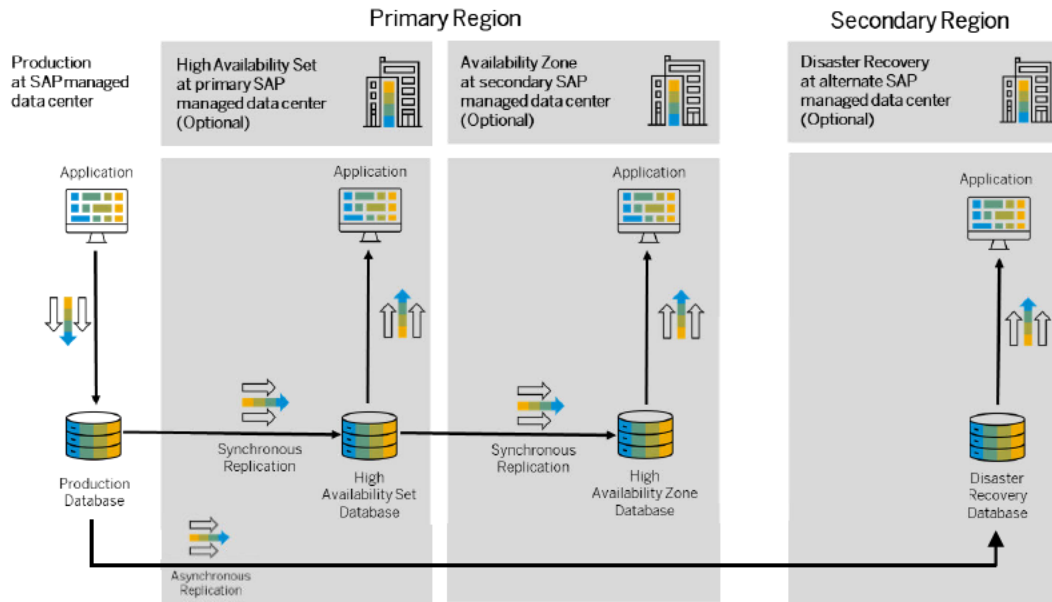 Primary Region
Secondary Region
Production
at SAP managed
data center
High Availability Set
at primary SAP
managed data center
(Optional)
Availability Zone
at secondary SAP
managed data center
(Optional)
Disaster Recovery
at alternate SAP
managed data center
(Optional)
Application
Application
Application
Application
Synchronous
Replication
Synchronous
Replication
Production
Database
High
Availability Set
Database
High
Availability Zone
Database
Disaster
Recovery
Database
Asynchronous
Replication